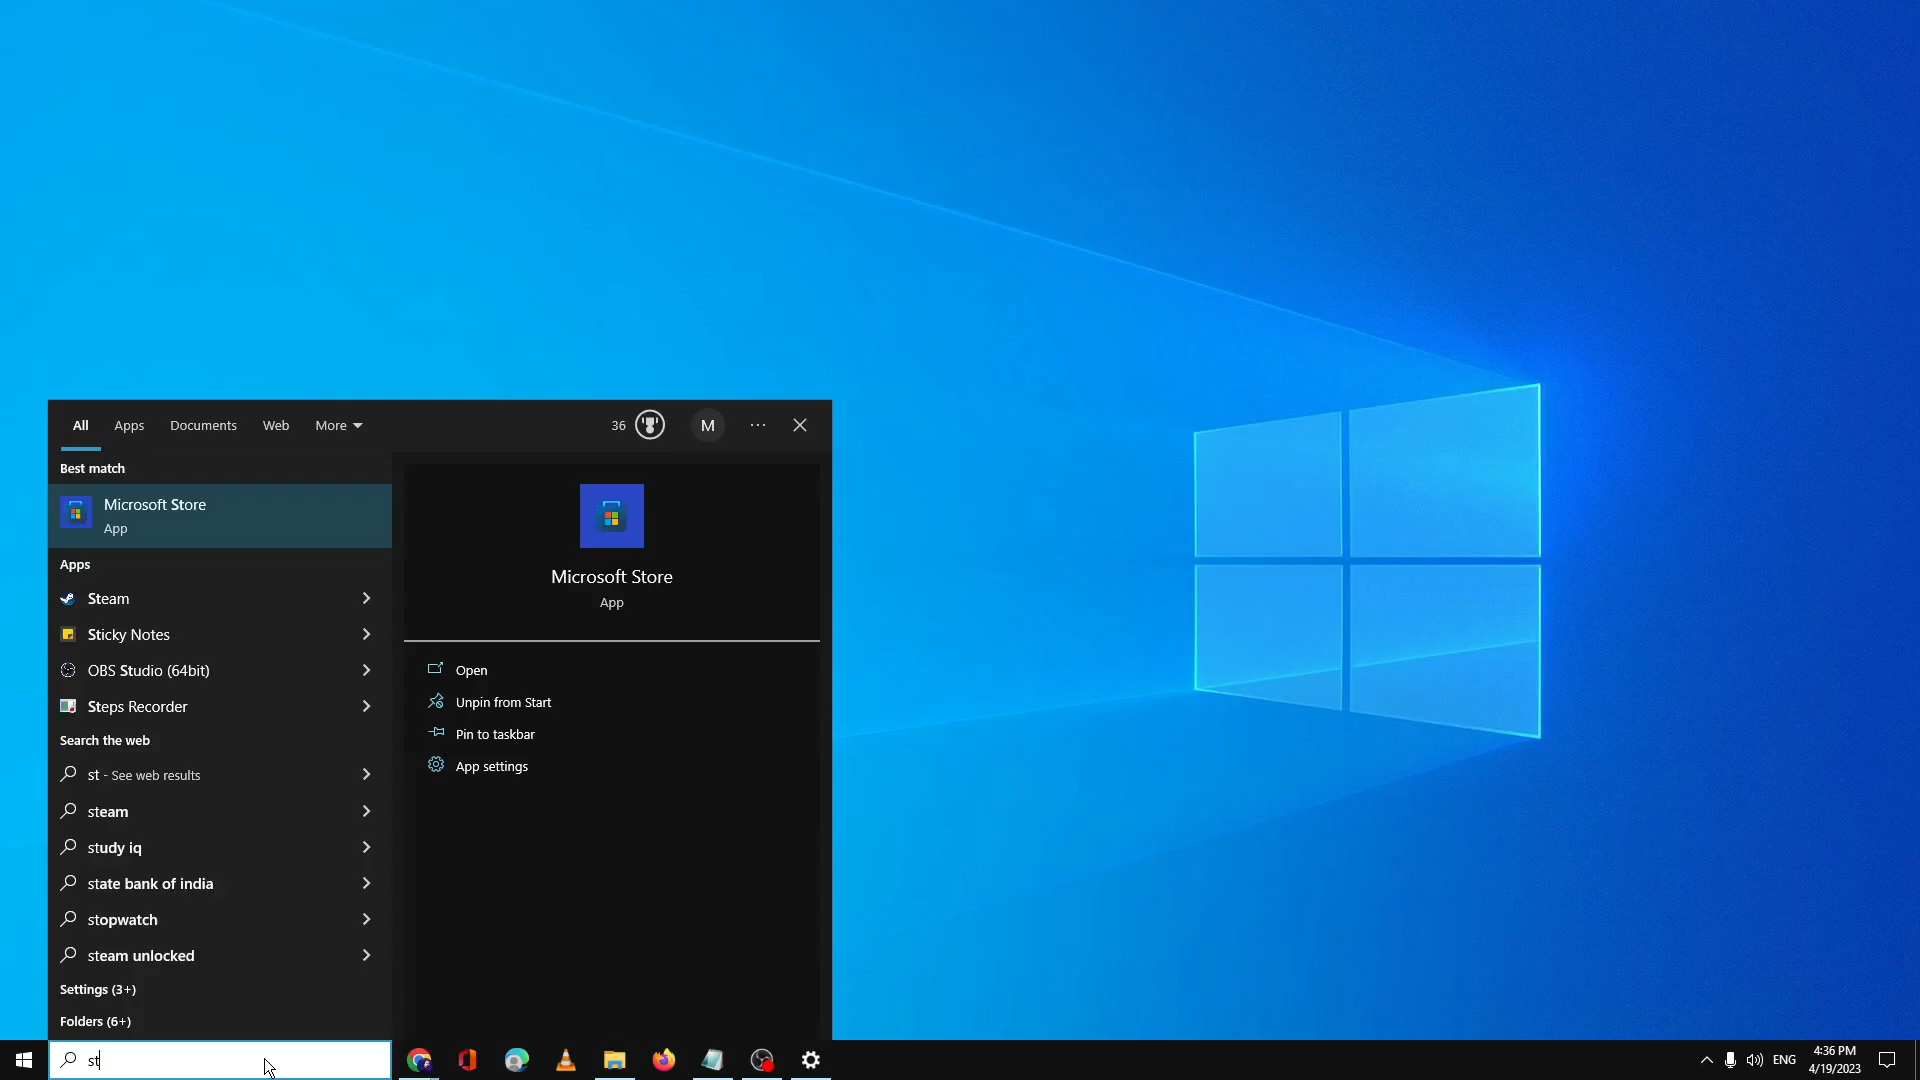 All Apps Documents Web More 36 M
Best match
Microsoft Store
App
Apps
Steam
Sticky Notes
OBS Studio (64bit)
Steps Recorder
Search the web
st - See web results
steam
study iq
state bank of india
stopwatch
steam unlocked
Settings (3+)
Folders (6+)
Microsoft Store
App
Open
Unpin from Start
Pin to taskbar
App settings
st
ENG
4:36 PM
4/19/2023